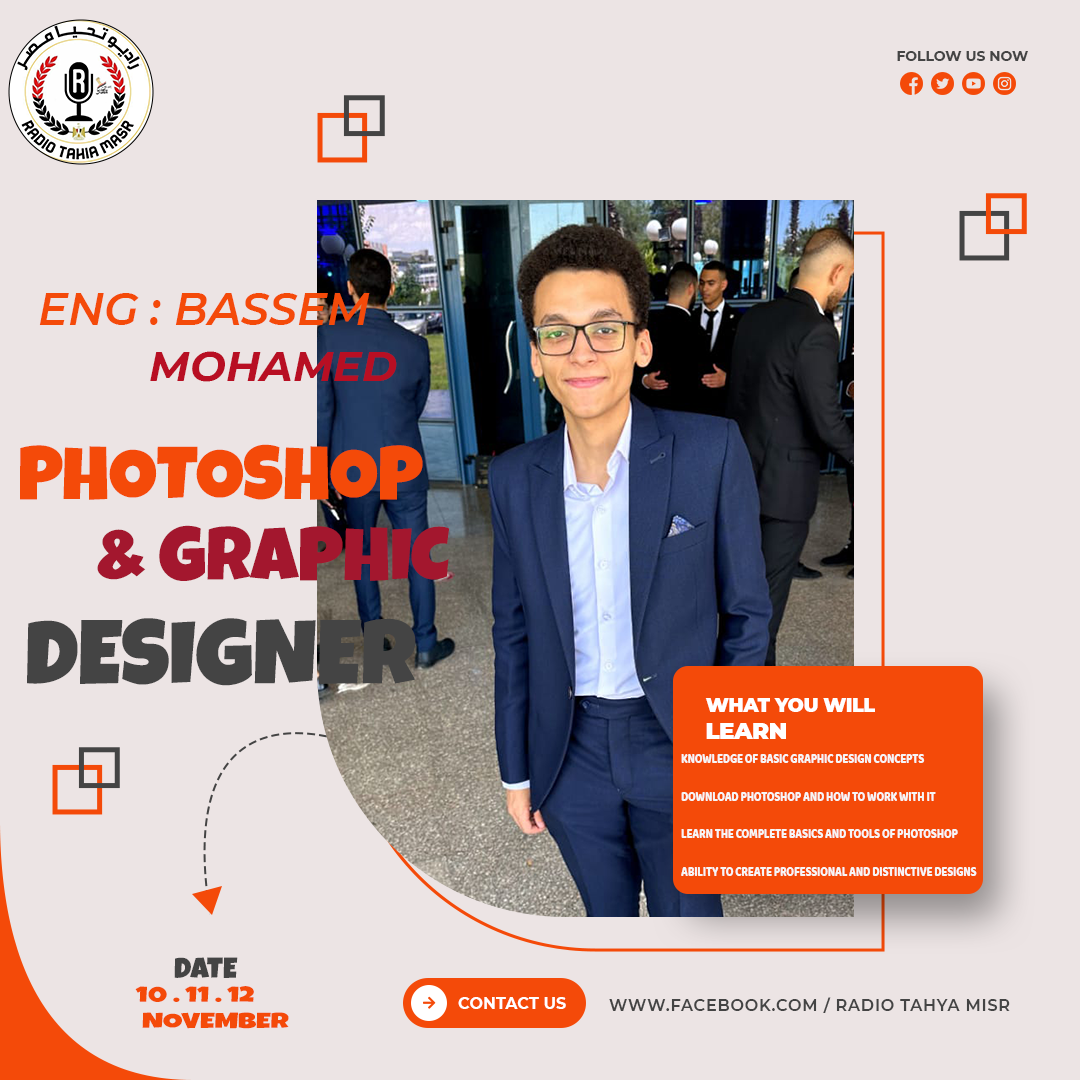 راديو تحيا مصر
R
RADIO TAHIA MASR
FOLLOW US NOW
ENG : BASSEM
MOHAMED
PHOTOSHOP
& GRAPHIC
DESIGNER
WHAT YOU WILL
LEARN
KNOWLEDGE OF BASIC GRAPHIC DESIGN CONCEPTS
DOWNLOAD PHOTOSHOP AND HOW TO WORK WITH IT
LEARN THE COMPLETE BASICS AND TOOLS OF PHOTOSHOP
ABILITY TO CREATE PROFESSIONAL AND DISTINCTIVE DESIGNS
DATE
10 . 11 . 12
NOVEMBER
CONTACT US
WWW.FACEBOOK.COM / RADIO TAHYA MISR